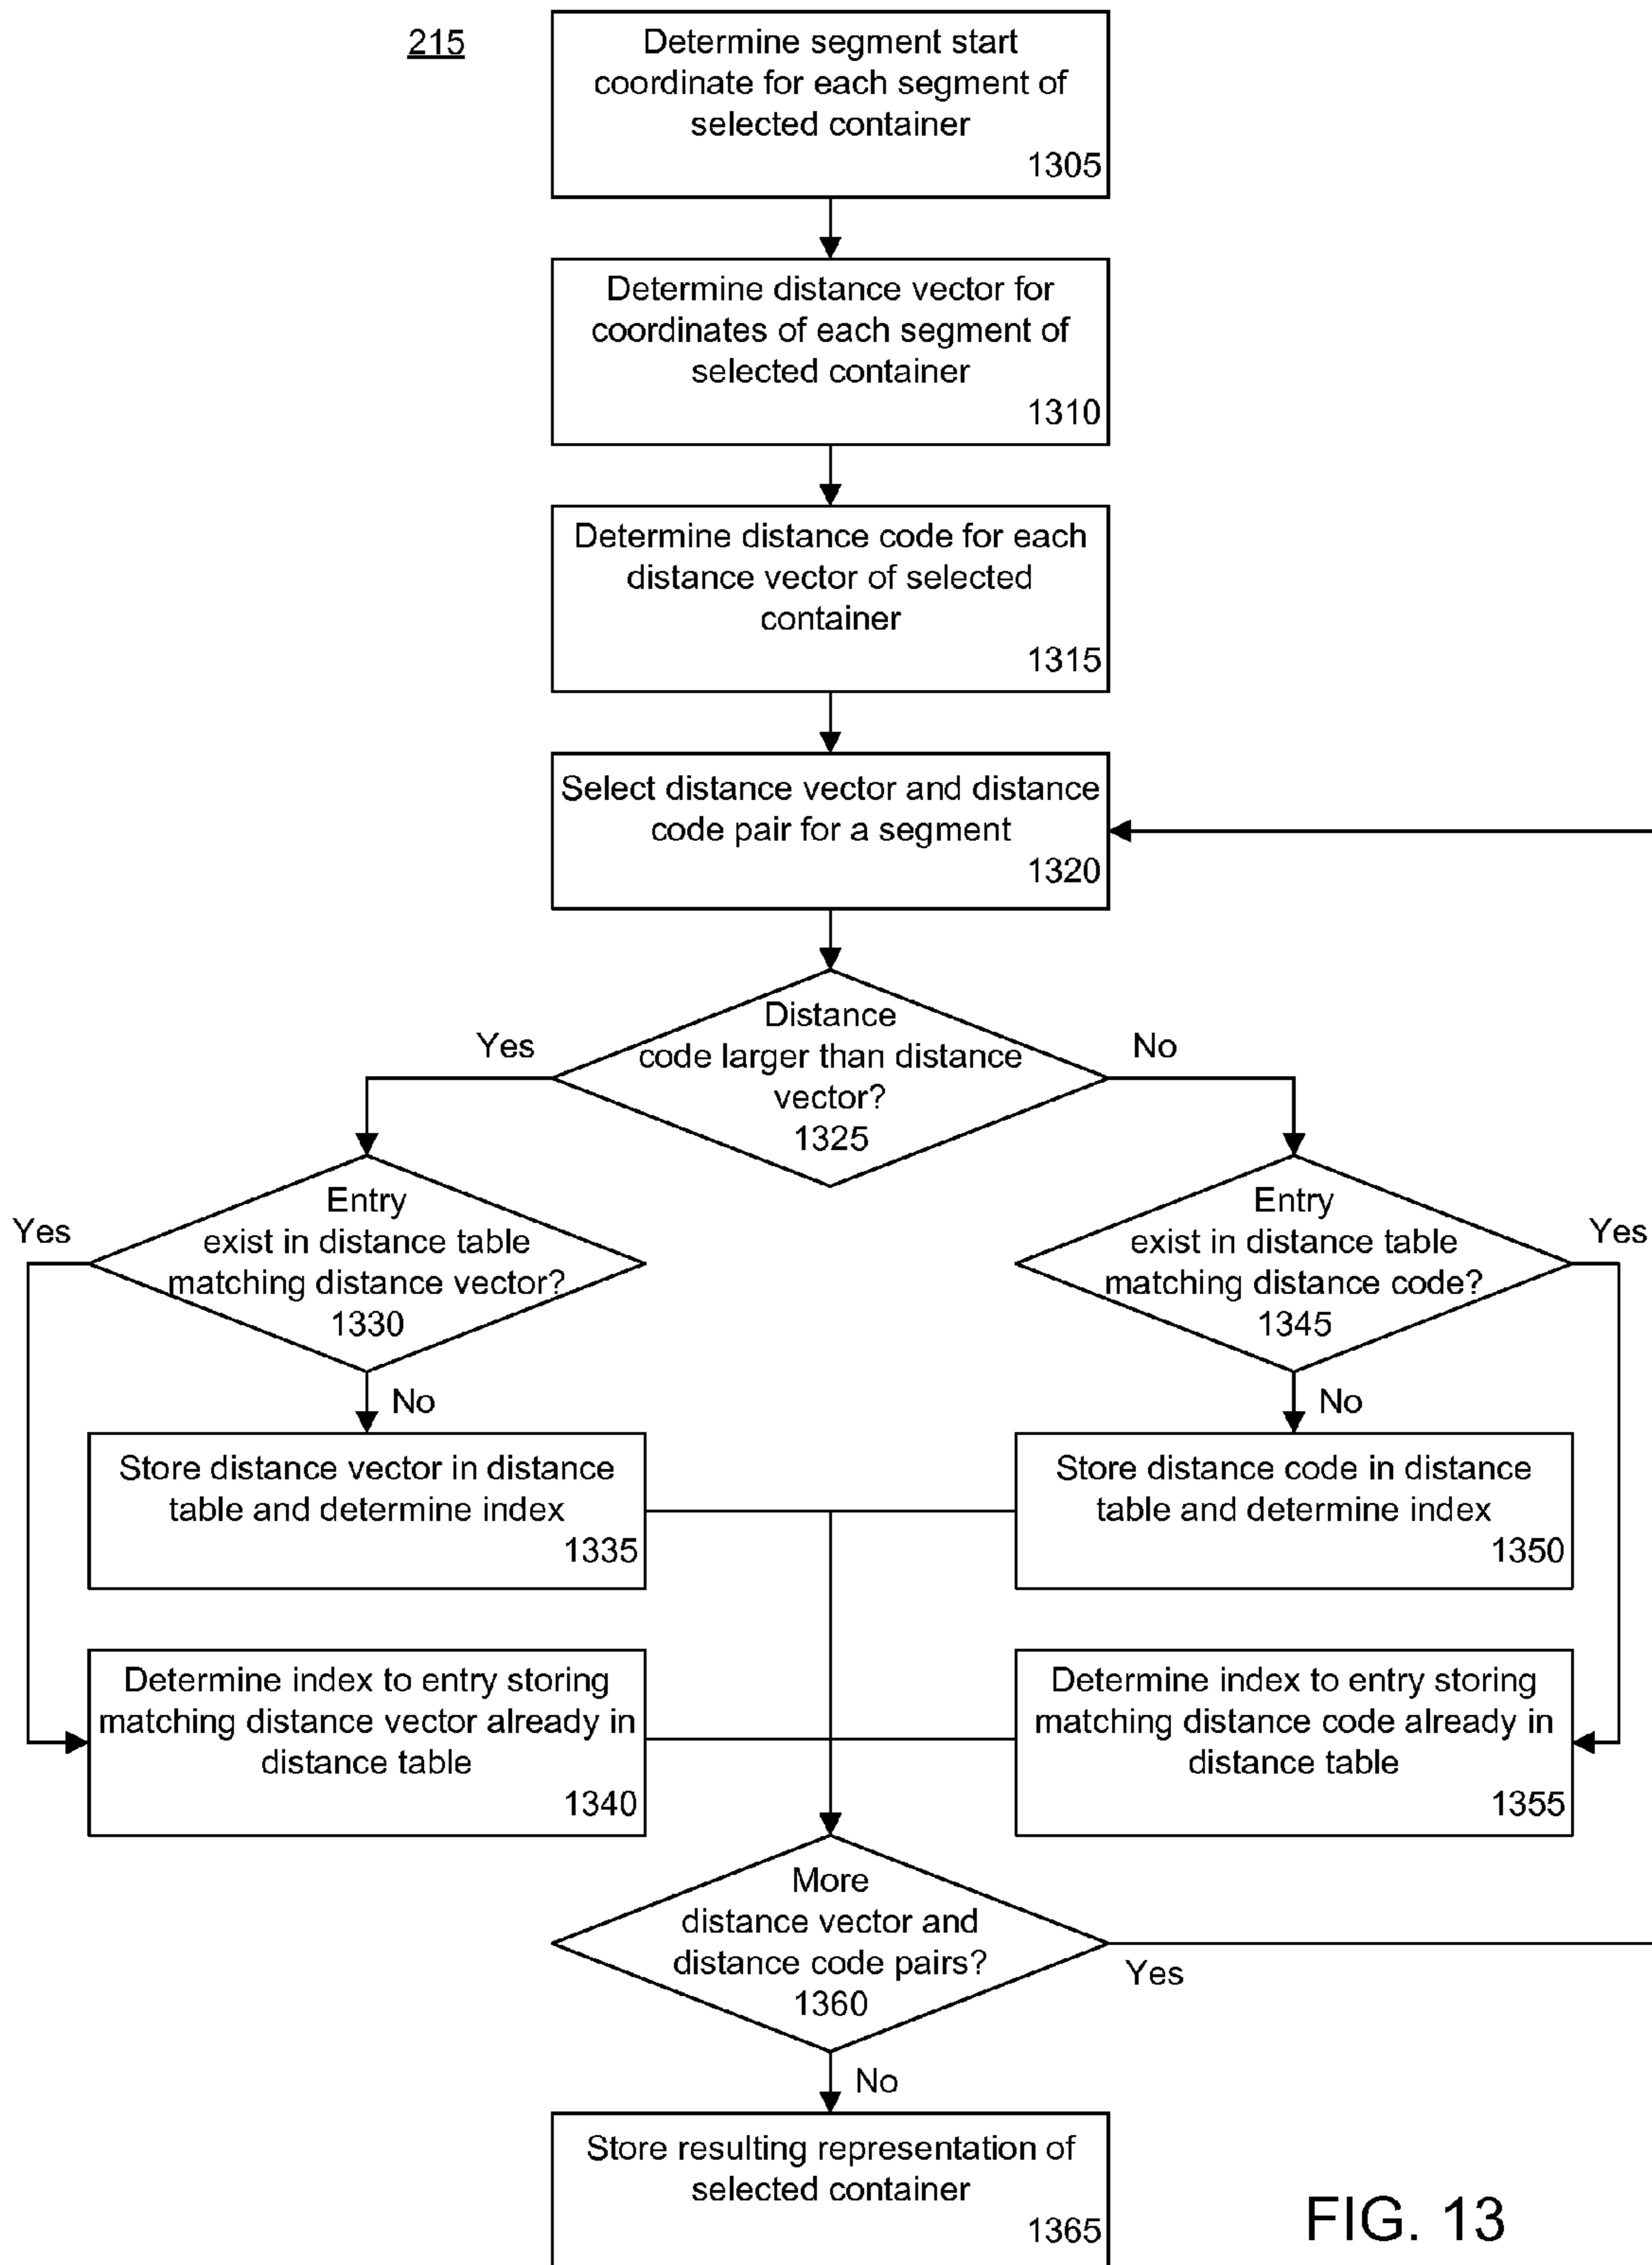 215
Determine segment start
coordinate for each segment of
selected container
1305
Determine distance vector for
coordinates of each segment of
selected container
1310
Determine distance code for each
distance vector of selected
container
1315
Select distance vector and distance
code pair for a segment
1320
Distance
code larger than distance
vector?
1325
Yes
No
Entry
exist in distance table
matching distance vector?
1330
Yes
No
Entry
exist in distance table
matching distance code?
1345
Yes
No
Store distance vector in distance
table and determine index
1335
Store distance code in distance
table and determine index
1350
Determine index to entry storing
matching distance vector already in
distance table
1340
Determine index to entry storing
matching distance code already in
distance table
1355
More
distance vector and
distance code pairs?
1360
Yes
No
Store resulting representation of
selected container
1365
FIG. 13